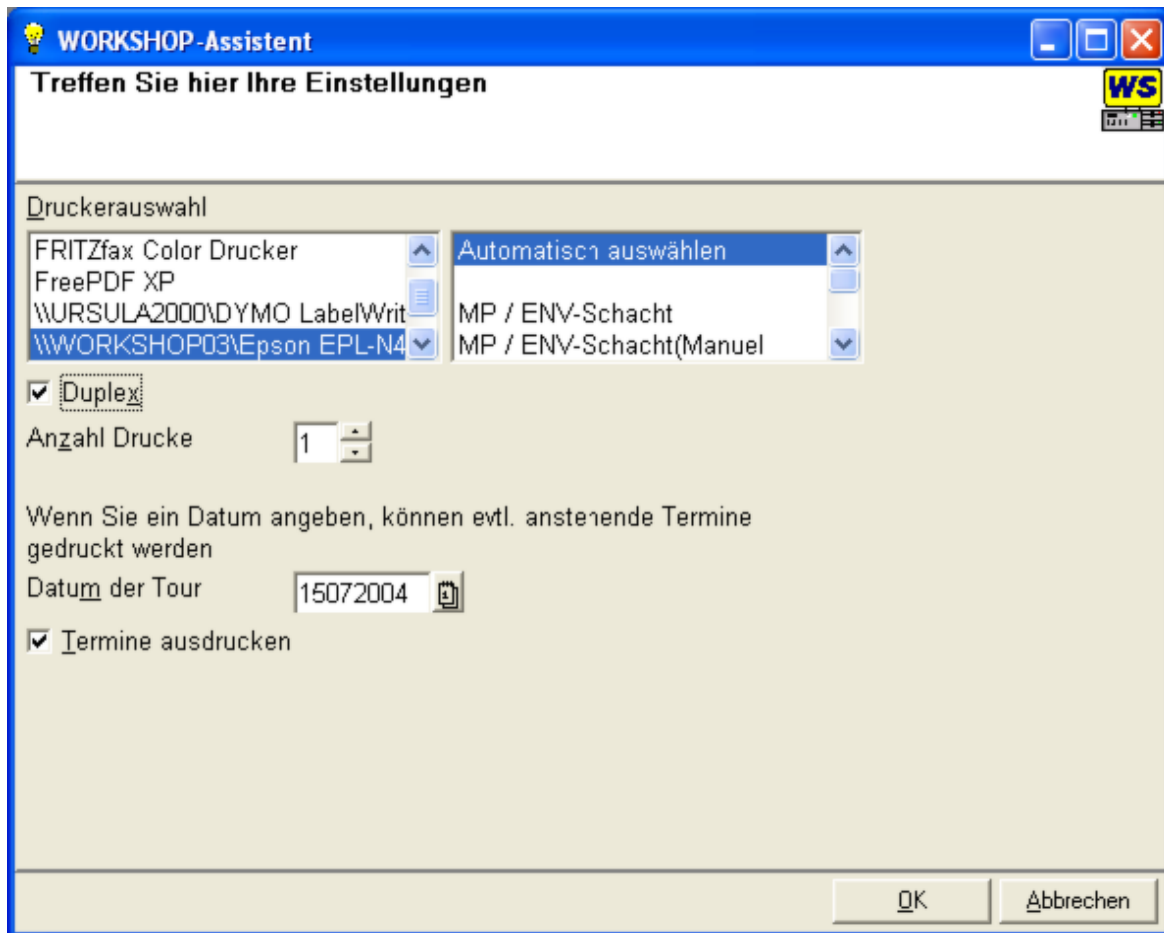 WORKSHOP-Assistent
Treffen Sie hier Ihre Einstellungen
WS
Druckerauswahl
FRITZfax Color Drucker
FreePDF XP
\\URSULA2000\DYMO LabelWrit
\\WORKSHOP03\Epson EPL-N4
Automatisch auswählen
MP / ENV-Schacht
MP / ENV-Schacht(Manuel
Duplex
Anzahl Drucke
1
Wenn Sie ein Datum angeben, können evtl. anstehende Termine
gedruckt werden
Datum der Tour
15072004
Termine ausdrucken
OK
Abbrechen